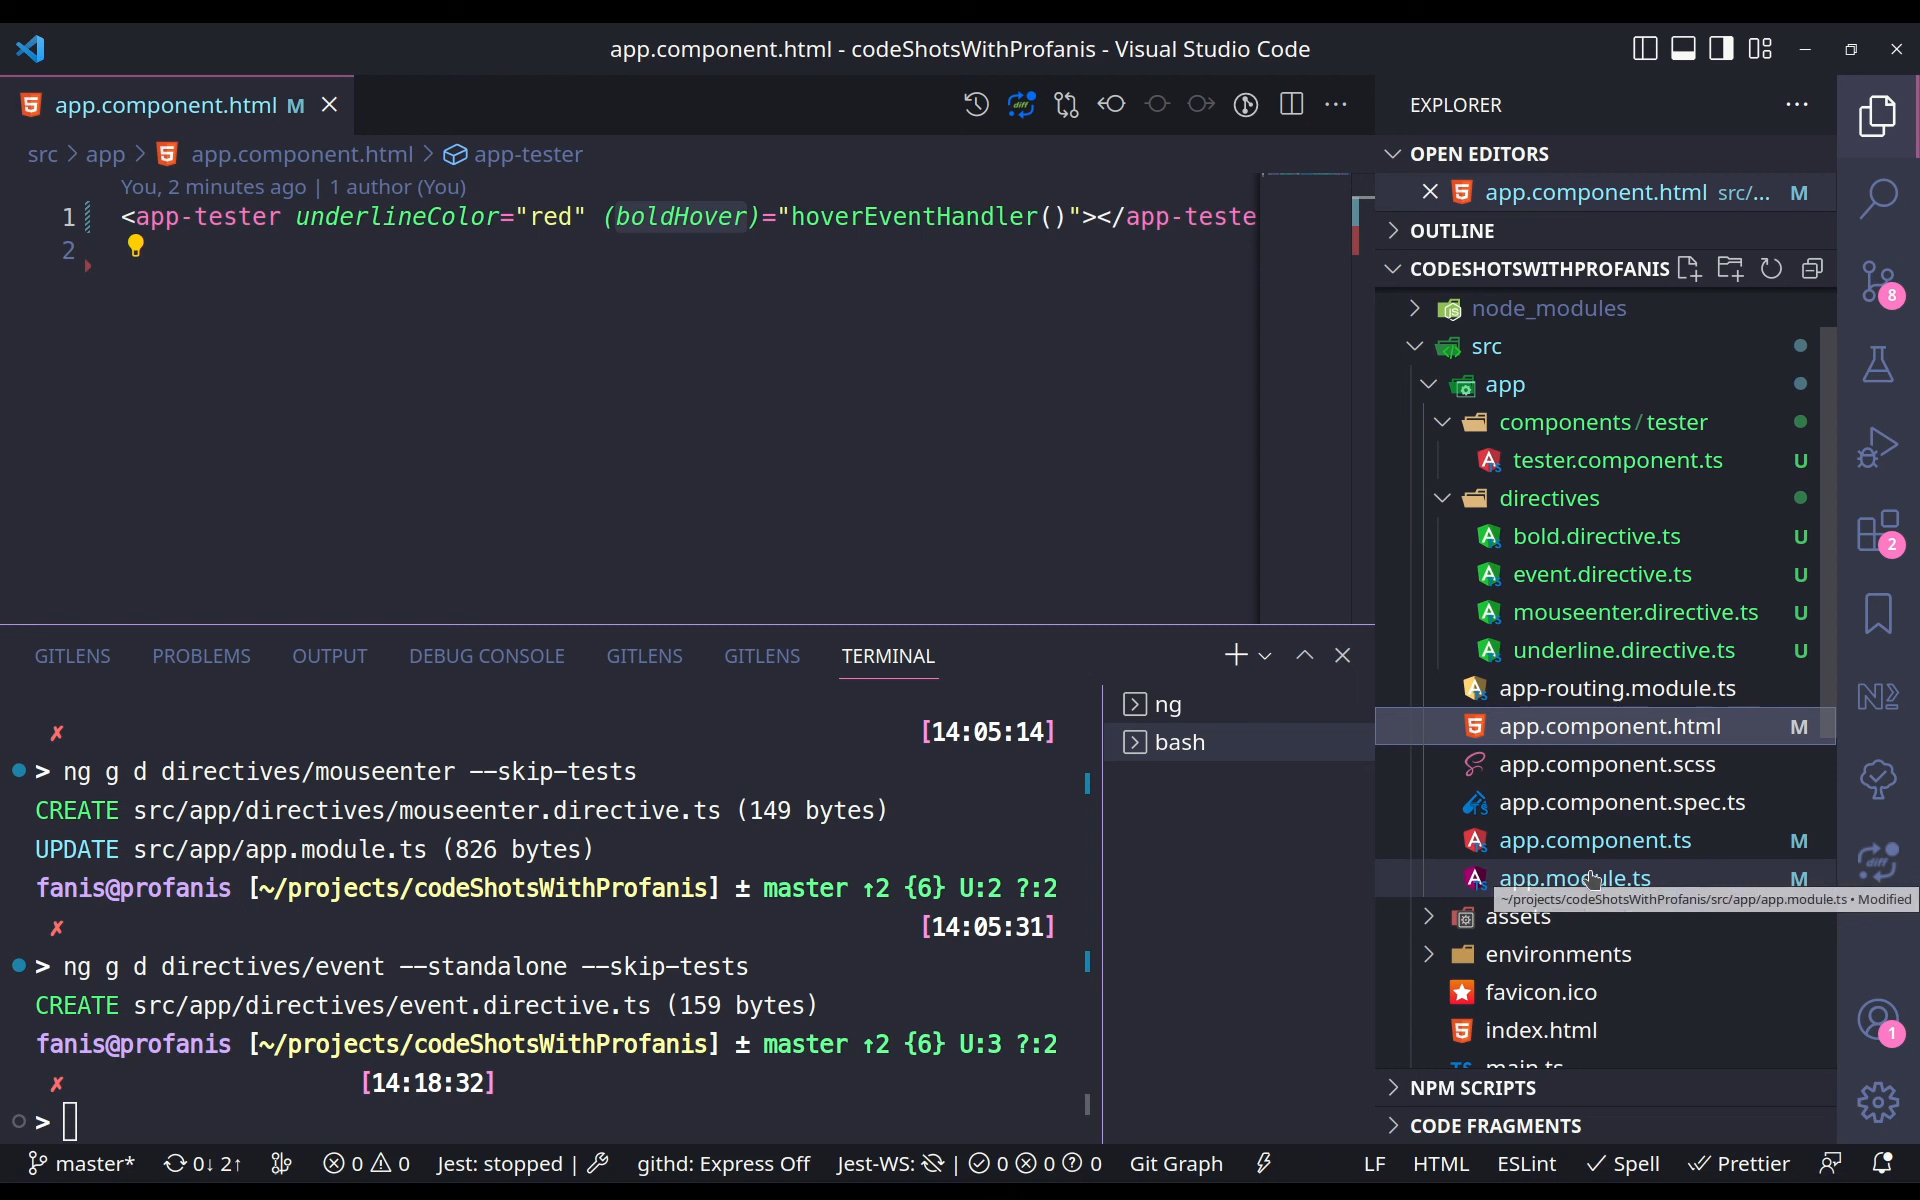 app.component.html - codeShotsWithProfanis - Visual Studio Code
app.component.html M
src > app > app.component.html > app-tester
You, 2 minutes ago | 1 author (You)
1 <app-tester underlineColor="red" (boldHover)="hoverEventHandler()"></app-teste
2
EXPLORER
OPEN EDITORS
app.component.html src/... M
OUTLINE
CODESHOTSWITHPROFANIS
node_modules
src
app
components/tester
tester.component.ts U
directives
bold.directive.ts U
event.directive.ts U
mouseenter.directive.ts U
underline.directive.ts U
app-routing.module.ts
app.component.html M
app.component.scss
app.component.spec.ts
app.component.ts M
app.module.ts M
~/projects/codeShotsWithProfanis/src/app/app.module.ts • Modified
assets
environments
favicon.ico
index.html
main.ts
NPM SCRIPTS
CODE FRAGMENTS
8
2
1
GITLENS PROBLEMS OUTPUT DEBUG CONSOLE GITLENS GITLENS TERMINAL
ng
bash
✗ [14:05:14]
> ng g d directives/mouseenter --skip-tests
CREATE src/app/directives/mouseenter.directive.ts (149 bytes)
UPDATE src/app/app.module.ts (826 bytes)
fanis@profanis [~/projects/codeShotsWithProfanis] ± master ↑2 {6} U:2 ?:2
✗ [14:05:31]
> ng g d directives/event --standalone --skip-tests
CREATE src/app/directives/event.directive.ts (159 bytes)
fanis@profanis [~/projects/codeShotsWithProfanis] ± master ↑2 {6} U:3 ?:2
✗ [14:18:32]
>
master* 0↓ 2↑ 0 0 Jest: stopped | githd: Express Off Jest-WS: | 0 0 0 Git Graph LF HTML ESLint Spell Prettier